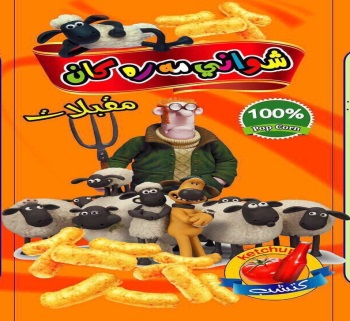 شواني مه ره كان
مقبلات
100%
Pop Corn
ketchup
كتشب